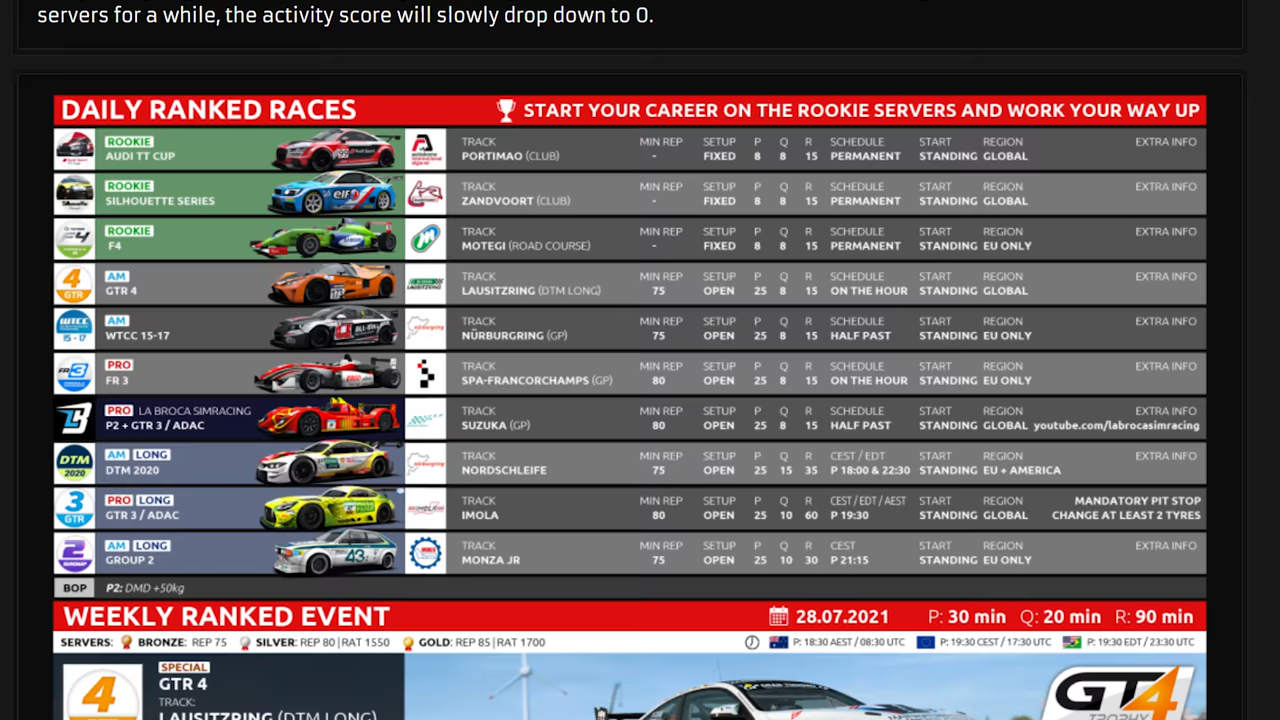 servers for a while, the activity score will slowly drop down to 0.
DAILY RANKED RACES START YOUR CAREER ON THE ROOKIE SERVERS AND WORK YOUR WAY UP
ROOKIE TRACK MIN REP SETUP P Q R SCHEDULE START REGION EXTRA INFO
AUDI TT CUP PORTIMAO (CLUB) - FIXED 8 8 15 PERMANENT STANDING GLOBAL
ROOKIE TRACK MIN REP SETUP P Q R SCHEDULE START REGION EXTRA INFO
SILHOUETTE SERIES ZANDVOORT (CLUB) - FIXED 8 8 15 PERMANENT STANDING GLOBAL
ROOKIE TRACK MIN REP SETUP P Q R SCHEDULE START REGION EXTRA INFO
F4 MOTEGI (ROAD COURSE) - FIXED 8 8 15 PERMANENT STANDING EU ONLY
4 GTR AM TRACK MIN REP SETUP P Q R SCHEDULE START REGION EXTRA INFO
GTR 4 LAUSITZRING (DTM LONG) 75 OPEN 25 8 15 ON THE HOUR STANDING GLOBAL
WTCC 15 - 17 AM TRACK MIN REP SETUP P Q R SCHEDULE START REGION EXTRA INFO
WTCC 15-17 NÜRBURGRING (GP) 75 OPEN 25 8 15 HALF PAST STANDING EU ONLY
FR3 PRO TRACK MIN REP SETUP P Q R SCHEDULE START REGION EXTRA INFO
FR 3 SPA-FRANCORCHAMPS (GP) 80 OPEN 25 8 15 ON THE HOUR STANDING EU ONLY
PRO LA BROCA SIMRACING TRACK MIN REP SETUP P Q R SCHEDULE START REGION EXTRA INFO
P2 + GTR 3 / ADAC SUZUKA (GP) 80 OPEN 25 8 15 HALF PAST STANDING GLOBAL youtube.com/labrocasimracing
DTM 2020 AM LONG TRACK MIN REP SETUP P Q R CEST / EDT START REGION EXTRA INFO
DTM 2020 NORDSCHLEIFE 75 OPEN 25 15 35 P 18:00 & 22:30 STANDING EU + AMERICA
3 GTR PRO LONG TRACK MIN REP SETUP P Q R CEST / EDT / AEST START REGION MANDATORY PIT STOP
GTR 3 / ADAC IMOLA 80 OPEN 25 10 60 P 19:30 STANDING GLOBAL CHANGE AT LEAST 2 TYRES
2 AM LONG TRACK MIN REP SETUP P Q R CEST START REGION EXTRA INFO
GROUP 2 43 MONZA JR 75 OPEN 25 10 30 P 21:15 STANDING EU ONLY
BOP P2: DMD +50kg
WEEKLY RANKED EVENT 28.07.2021 P: 30 min Q: 20 min R: 90 min
SERVERS: BRONZE: REP 75 SILVER: REP 80 | RAT 1550 GOLD: REP 85 | RAT 1700 P: 18:30 AEST / 08:30 UTC P: 19:30 CEST / 17:30 UTC P: 19:30 EDT / 23:30 UTC
SPECIAL
4 GTR 4 GT4
TRACK: TROPHY
LAUSITZRING (DTM LONG)